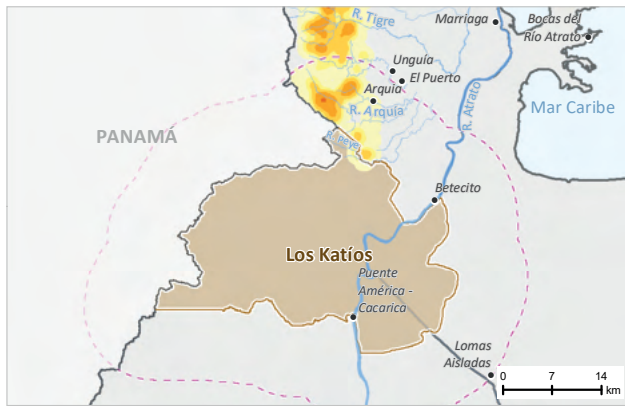 R. Tigre
Marriaga
Bocas del
Río Atrato
Unguía
El Puerto
Arquía
R. Atrato
Mar Caribe
R. Arquía
PANAMÁ
R. Peye
Betecito
Los Katíos
Puente
América -
Cacarica
Lomas
Aisladas
0 7 14
km